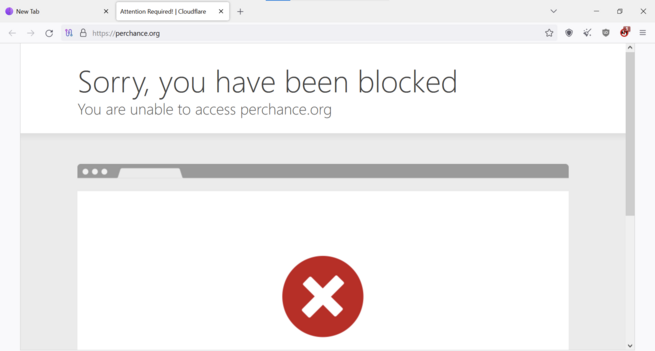 New Tab
Attention Required! | Cloudflare
https://perchance.org
Sorry, you have been blocked
You are unable to access perchance.org